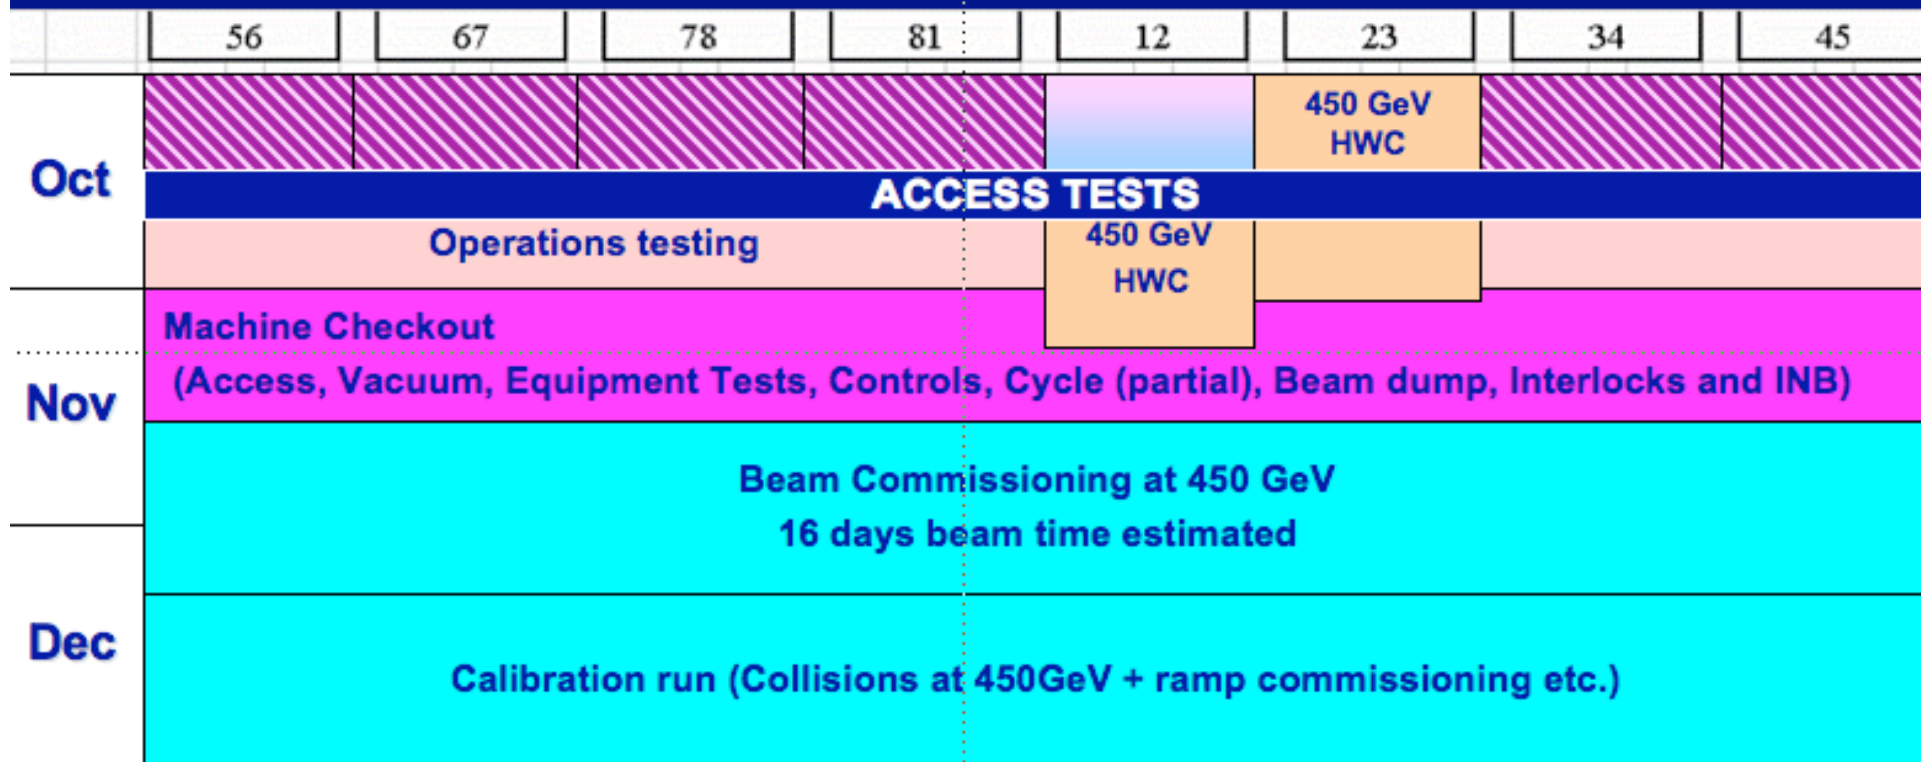 56 67 78 81 12 23 34 45
450 GeV
HWC
Oct
ACCESS TESTS
Operations testing
450 GeV
HWC
Machine Checkout
(Access, Vacuum, Equipment Tests, Controls, Cycle (partial), Beam dump, Interlocks and INB)
Nov
Beam Commissioning at 450 GeV
16 days beam time estimated
Dec
Calibration run (Collisions at 450GeV + ramp commissioning etc.)